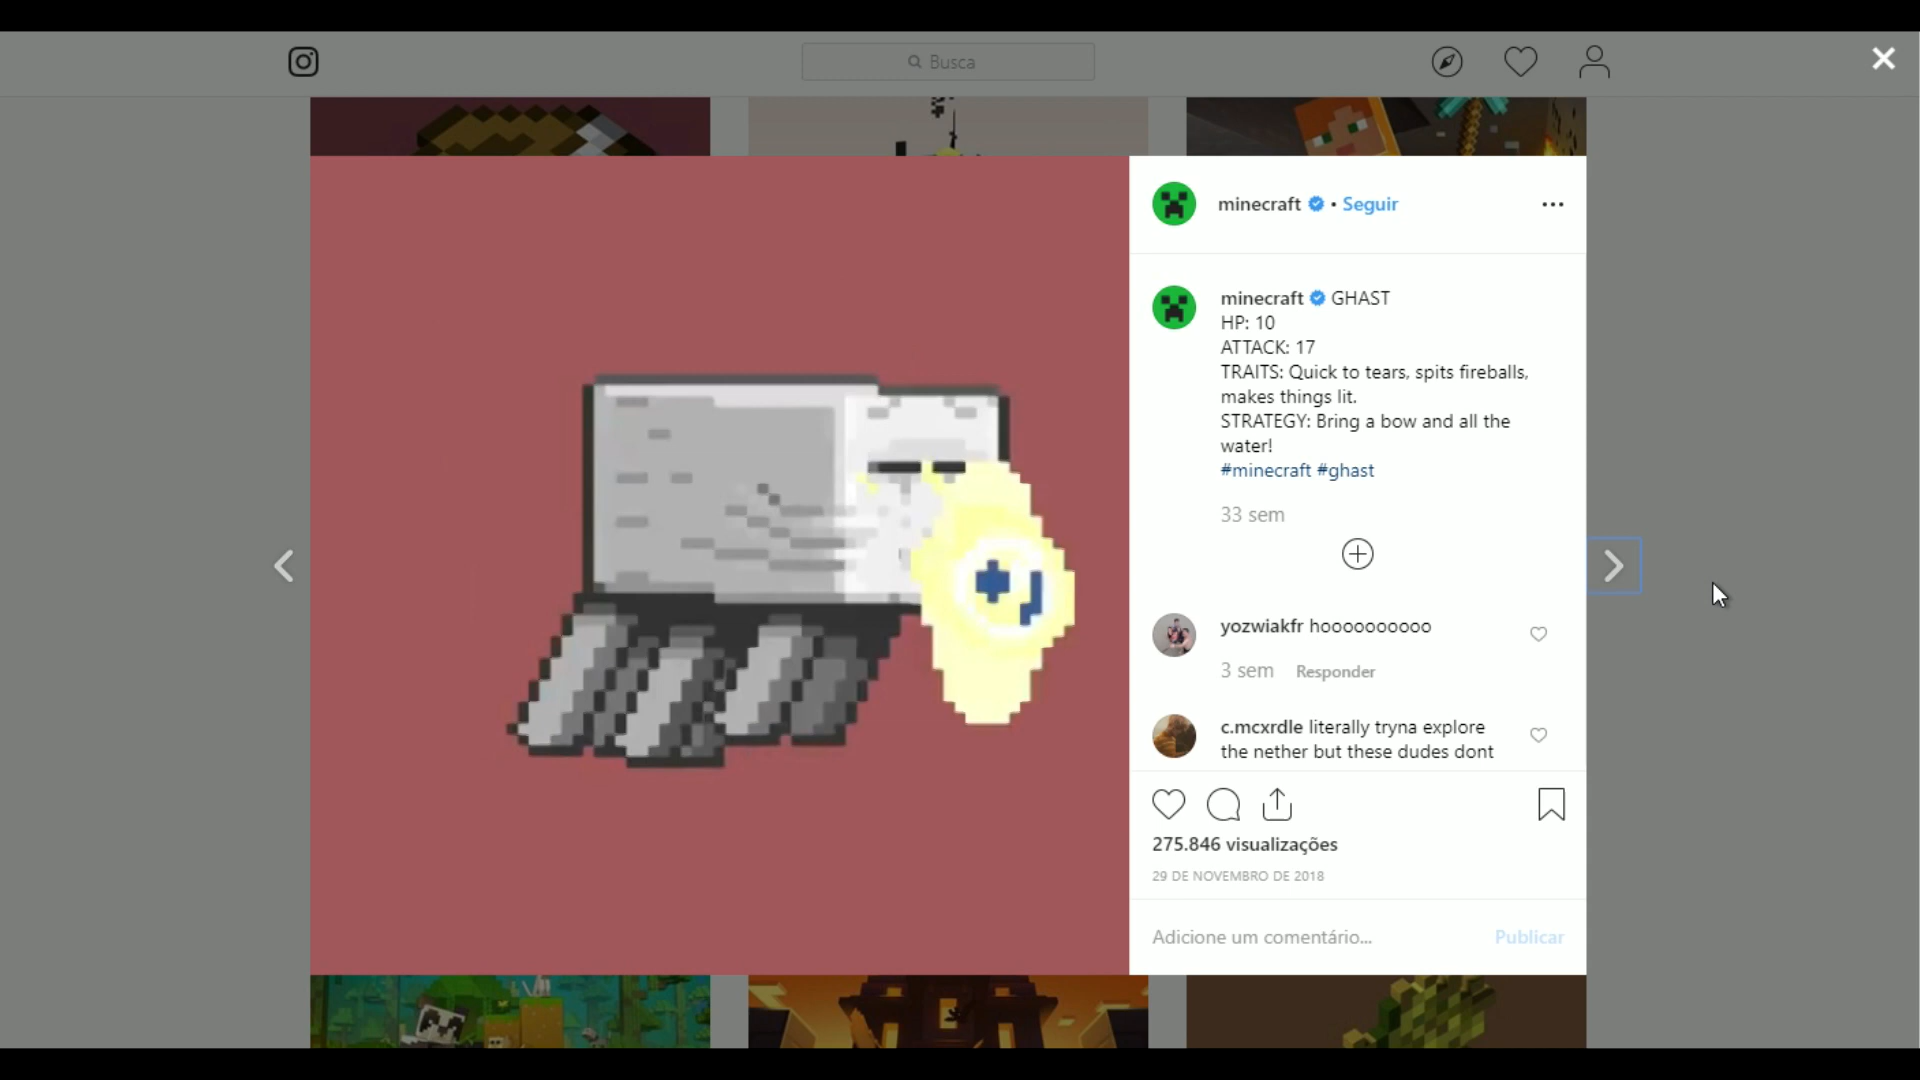 Busca
minecraft • Seguir
minecraft GHAST
HP: 10
ATTACK: 17
TRAITS: Quick to tears, spits fireballs,
makes things lit.
STRATEGY: Bring a bow and all the
water!
#minecraft #ghast
33 sem
yozwiakfr hoooooooooo
3 sem Responder
c.mcxrdle literally tryna explore
the nether but these dudes dont
275.846 visualizações
29 DE NOVEMBRO DE 2018
Adicione um comentário... Publicar